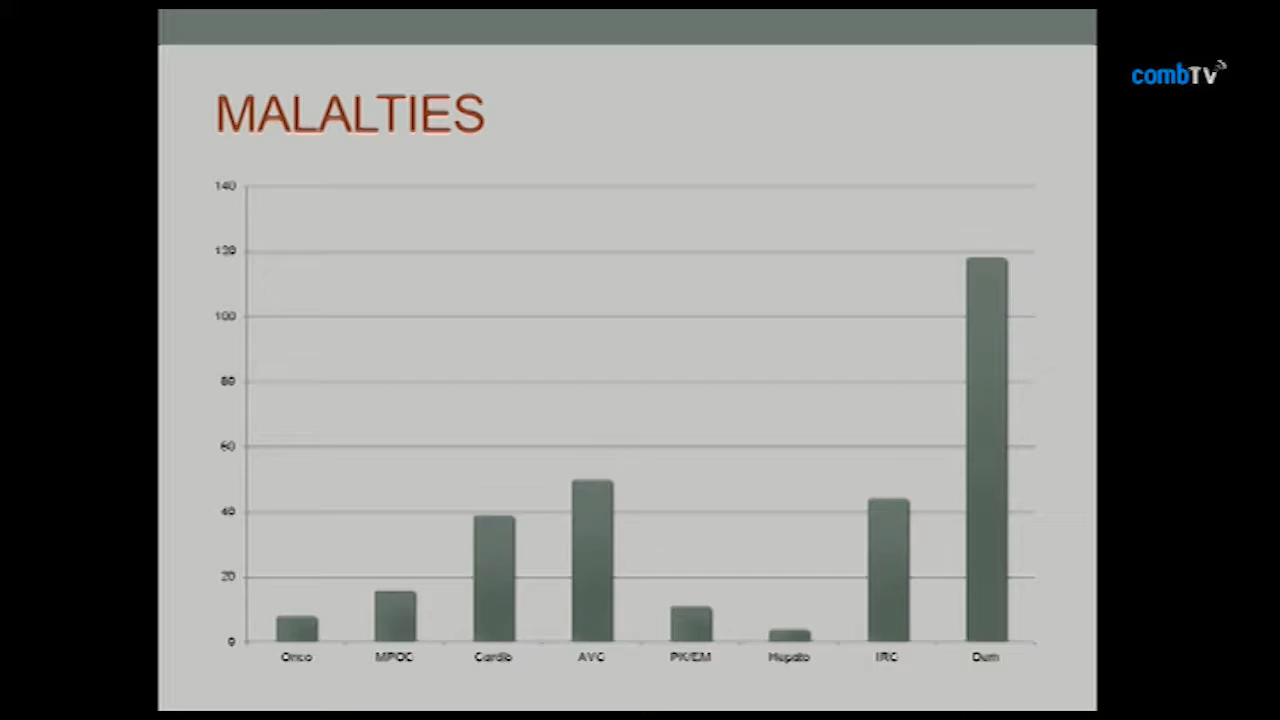 combTv
MALALTIES
140
120
100
80
60
40
20
0
Onco MPOC Cardio AVC PK/EM Hepato IRC Dem